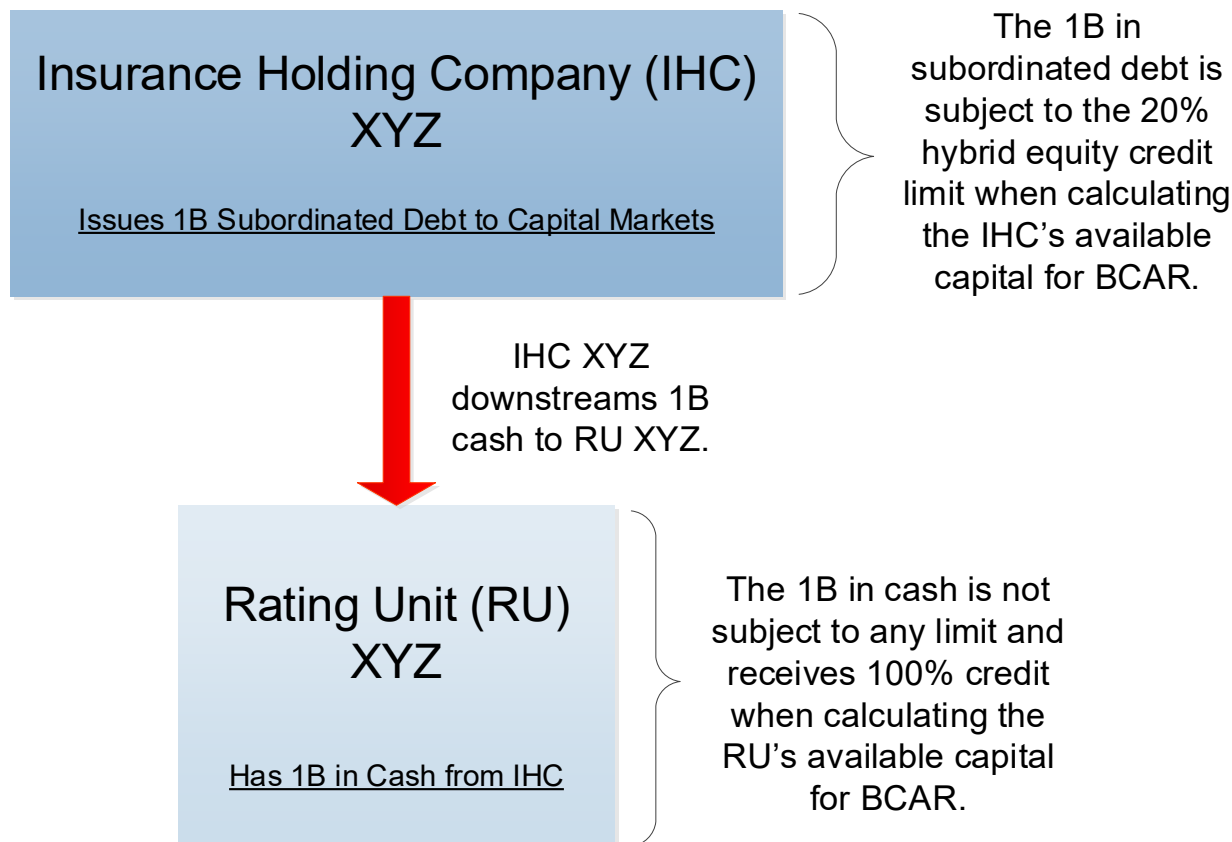 Insurance Holding Company (IHC)
XYZ
Issues 1B Subordinated Debt to Capital Markets
The 1B in
subordinated debt is
subject to the 20%
hybrid equity credit
limit when calculating
the IHC's available
capital for BCAR.
IHC XYZ
downstreams 1B
cash to RU XYZ.
Rating Unit (RU)
XYZ
Has 1B in Cash from IHC
The 1B in cash is not
subject to any limit and
receives 100% credit
when calculating the
RU's available capital
for BCAR.